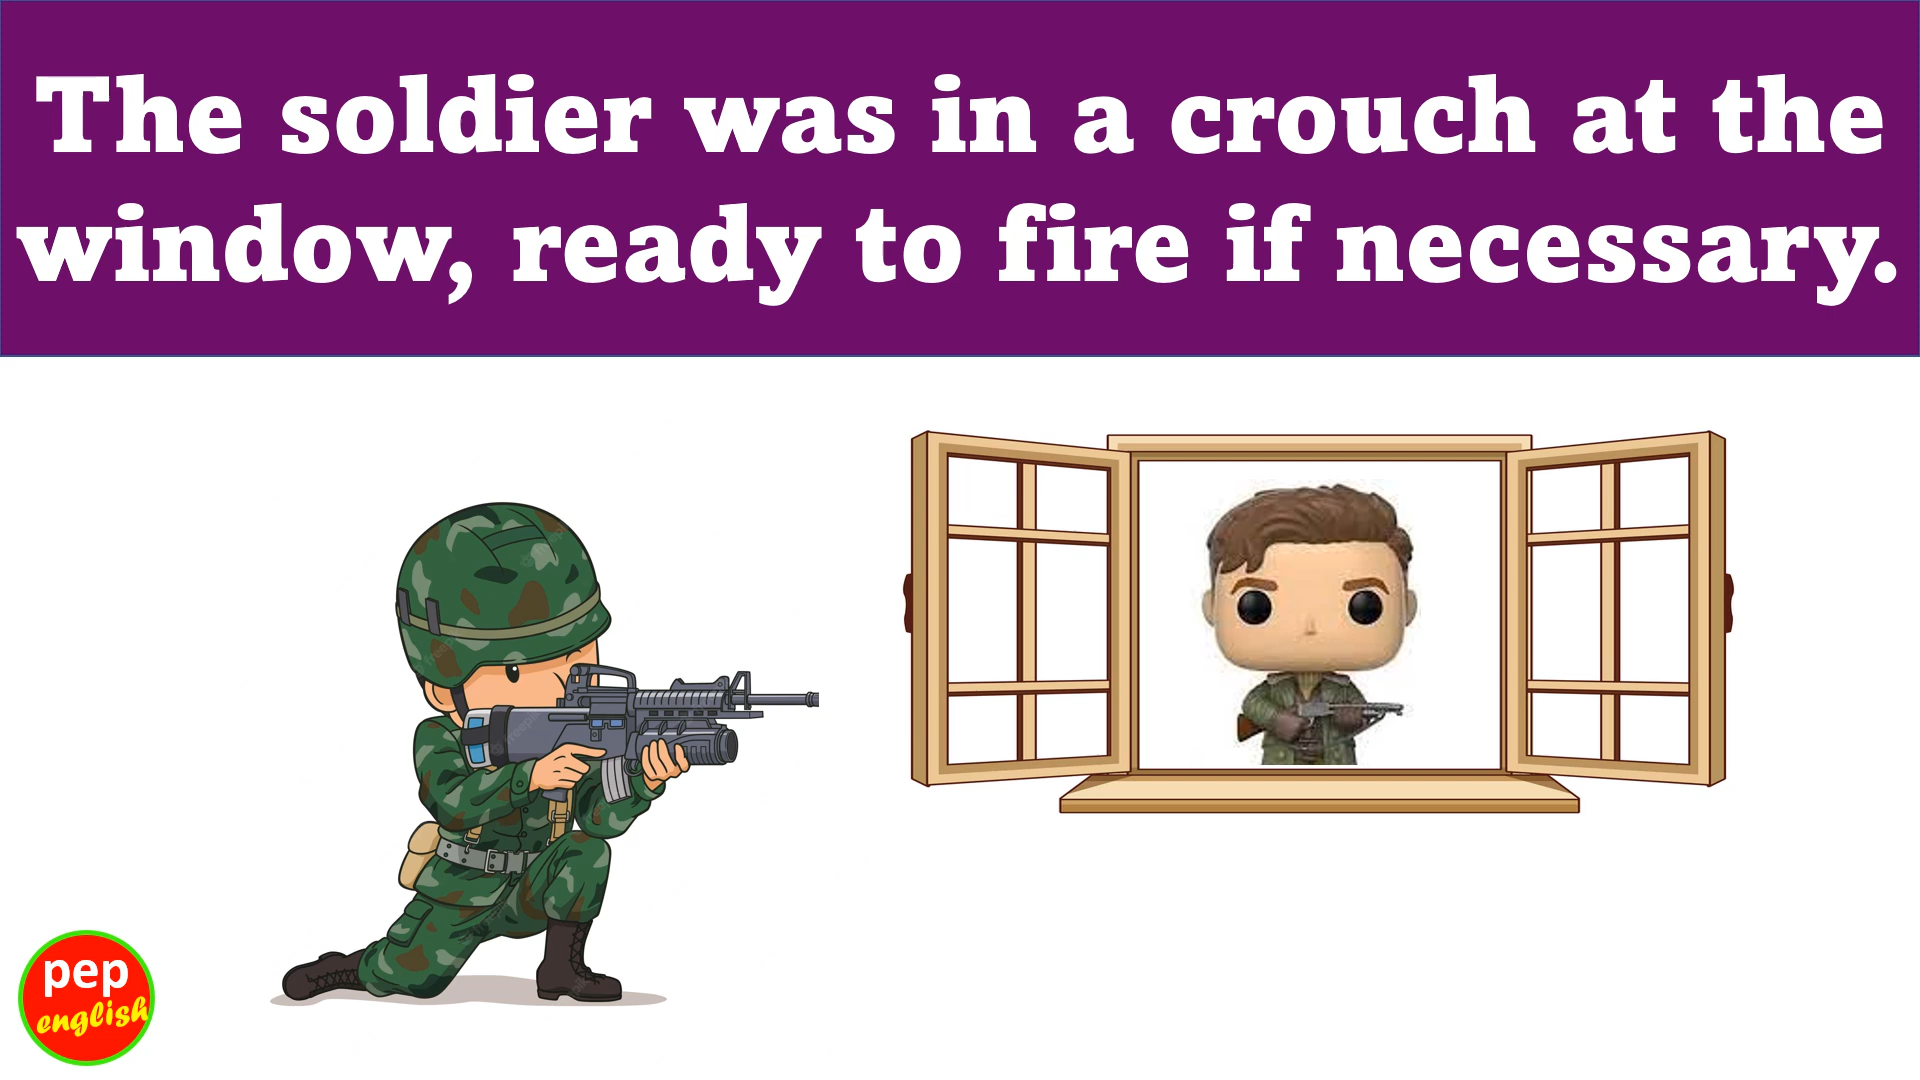 The soldier was in a crouch at the
window, ready to fire if necessary.
pep
english